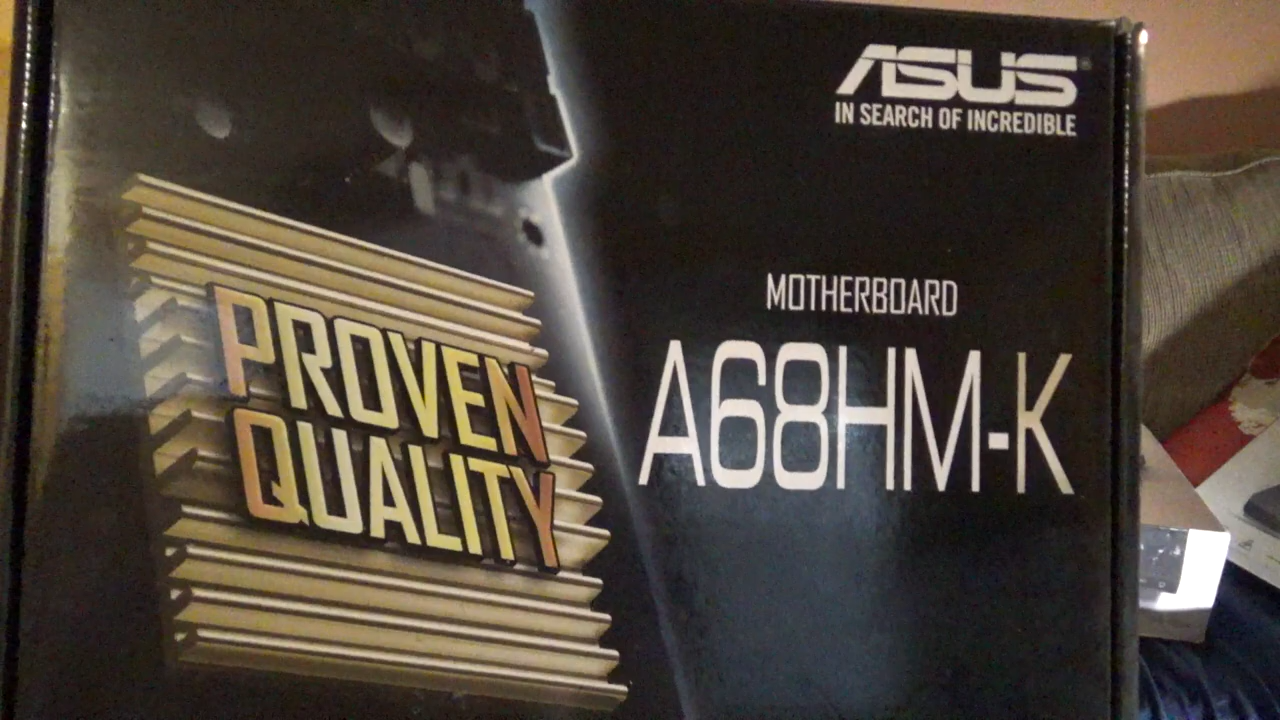 ASUS
IN SEARCH OF INCREDIBLE
MOTHERBOARD
A68HM-K
PROVEN
QUALITY